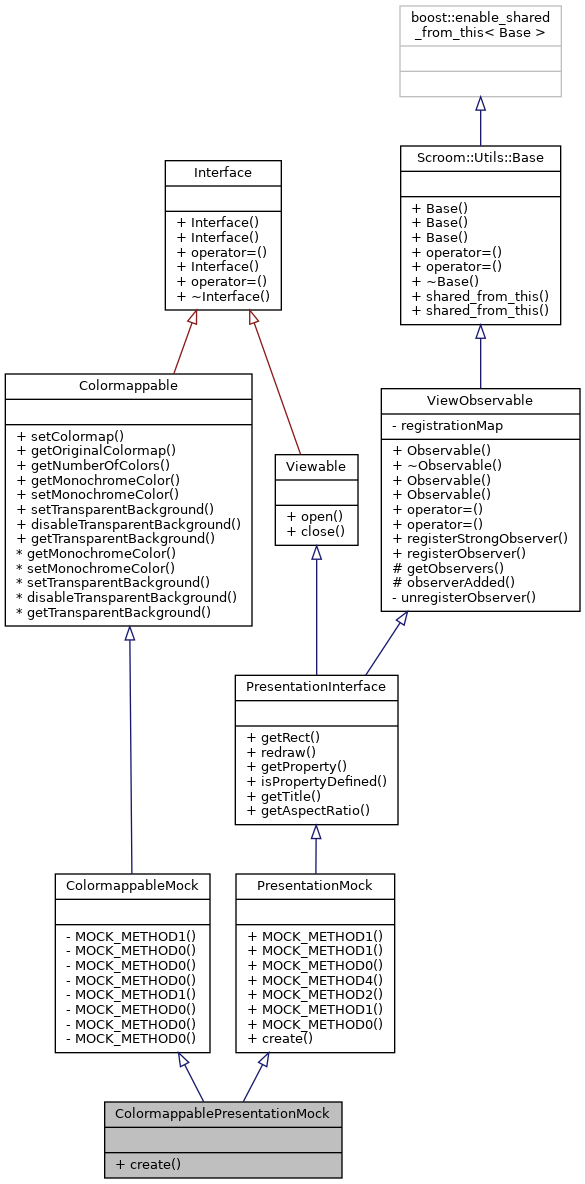 boost::enable_shared
_from_this< Base >
Scroom::Utils::Base
+ Base()
+ Base()
+ Base()
+ operator=()
+ operator=()
+ ~Base()
+ shared_from_this()
+ shared_from_this()
Interface
+ Interface()
+ Interface()
+ operator=()
+ Interface()
+ operator=()
+ ~Interface()
Colormappable
+ setColormap()
+ getOriginalColormap()
+ getNumberOfColors()
+ getMonochromeColor()
+ setMonochromeColor()
+ setTransparentBackground()
+ disableTransparentBackground()
+ getTransparentBackground()
* getMonochromeColor()
* setMonochromeColor()
* setTransparentBackground()
* disableTransparentBackground()
* getTransparentBackground()
Viewable
+ open()
+ close()
ViewObservable
- registrationMap
+ Observable()
+ ~Observable()
+ Observable()
+ Observable()
+ operator=()
+ operator=()
+ registerStrongObserver()
+ registerObserver()
# getObservers()
# observerAdded()
- unregisterObserver()
PresentationInterface
+ getRect()
+ redraw()
+ getProperty()
+ isPropertyDefined()
+ getTitle()
+ getAspectRatio()
ColormappableMock
- MOCK_METHOD1()
- MOCK_METHOD0()
- MOCK_METHOD0()
- MOCK_METHOD0()
- MOCK_METHOD1()
- MOCK_METHOD0()
- MOCK_METHOD0()
- MOCK_METHOD0()
PresentationMock
+ MOCK_METHOD1()
+ MOCK_METHOD1()
+ MOCK_METHOD0()
+ MOCK_METHOD4()
+ MOCK_METHOD2()
+ MOCK_METHOD1()
+ MOCK_METHOD0()
+ create()
ColormappablePresentationMock
+ create()